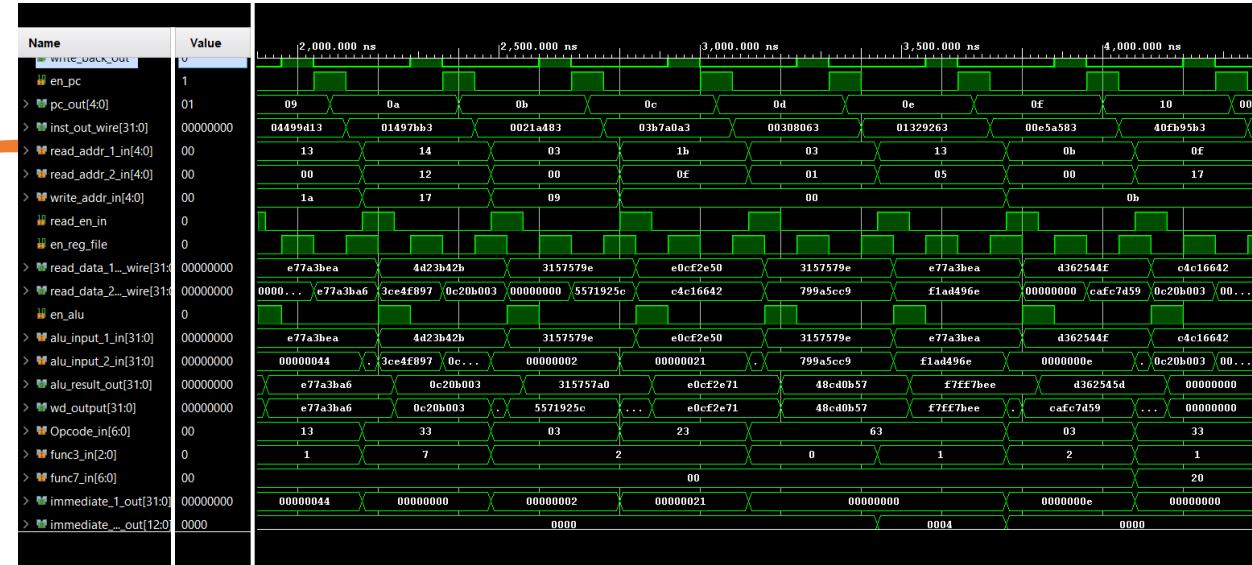 Name Value 2,000.000 ns 2,500.000 ns 3,000.000 ns 3,500.000 ns 4,000.000 ns
write_back_out 0
en_pc 1
pc_out[4:0] 01 09 0a 0b 0c 0d 0e 0f 10 00
inst_out_wire[31:0] 00000000 04499d13 01497bb3 0021a483 03b7a0a3 00308063 01329263 00e5a583 40fb95b3
read_addr_1_in[4:0] 00 13 14 03 1b 03 13 0b 0f
read_addr_2_in[4:0] 00 00 12 00 0f 01 05 00 17
write_addr_in[4:0] 00 1a 17 09 00 0b
read_en_in 0
en_reg_file 0
read_data_1..._wire[31:0 00000000 e77a3bea 4d23b42b 3157579e e0cf2e50 3157579e e77a3bea d362544f c4c16642
read_data_2..._wire[31:0 00000000 0000... e77a3ba6 3ce4f897 0c20b003 00000000 5571925c c4c16642 799a5cc9 f1ad496e 00000000 cafc7d59 0c20b003 00...
en_alu 0
alu_input_1_in[31:0] 00000000 e77a3bea 4d23b42b 3157579e e0cf2e50 3157579e e77a3bea d362544f c4c16642
alu_input_2_in[31:0] 00000000 00000044 . 3ce4f897 0c... 00000002 00000021 . 799a5cc9 f1ad496e 0000000e . 0c20b003 00...
alu_result_out[31:0] 00000000 e77a3ba6 0c20b003 315757a0 e0cf2e71 48cd0b57 f7ff7bee d362545d 00000000
wd_output[31:0] 00000000 e77a3ba6 0c20b003 . 5571925c ... e0cf2e71 48cd0b57 f7ff7bee . cafc7d59 ... 00000000
Opcode_in[6:0] 00 13 33 03 23 63 03 33
func3_in[2:0] 0 1 7 2 0 1 2 1
func7_in[6:0] 00 00 20
immediate_1_out[31:0] 00000000 00000044 00000000 00000002 00000021 00000000 0000000e 00000000
immediate_..._out[12:0] 0000 0000 0004 0000